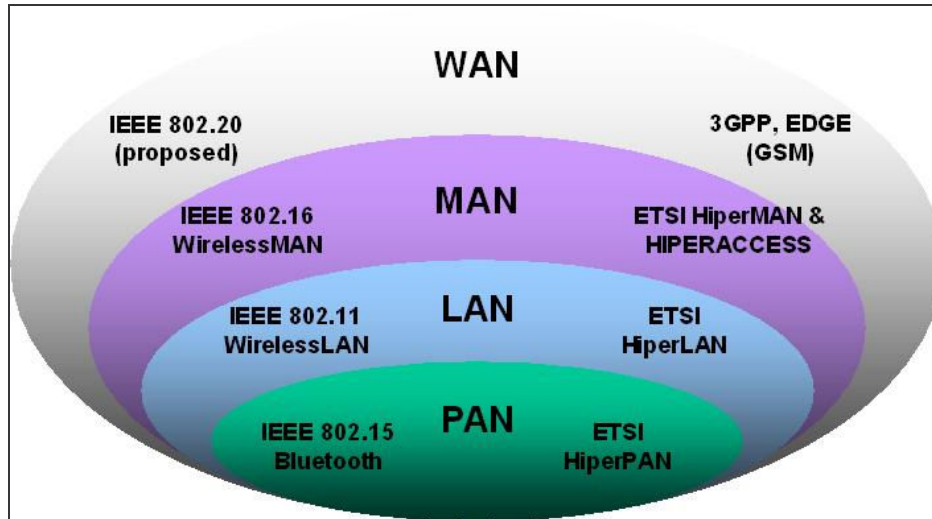 WAN
IEEE 802.20
(proposed)
3GPP, EDGE
(GSM)
MAN
IEEE 802.16
WirelessMAN
ETSI HiperMAN &
HIPERACCESS
LAN
IEEE 802.11
WirelessLAN
ETSI
HiperLAN
PAN
IEEE 802.15
Bluetooth
ETSI
HiperPAN